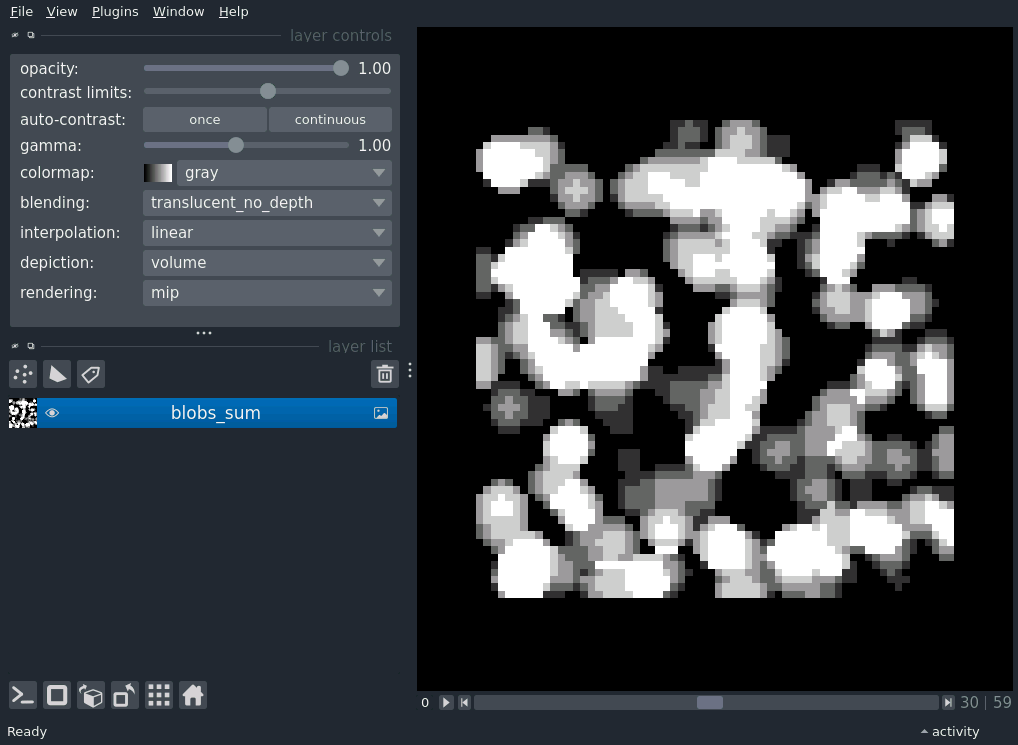 File View Plugins Window Help
layer controls
opacity: 1.00
contrast limits:
auto-contrast: once continuous
gamma: 1.00
colormap: gray
blending: translucent_no_depth
interpolation: linear
depiction: volume
rendering: mip
layer list
blobs_sum
0 30 | 59
Ready activity